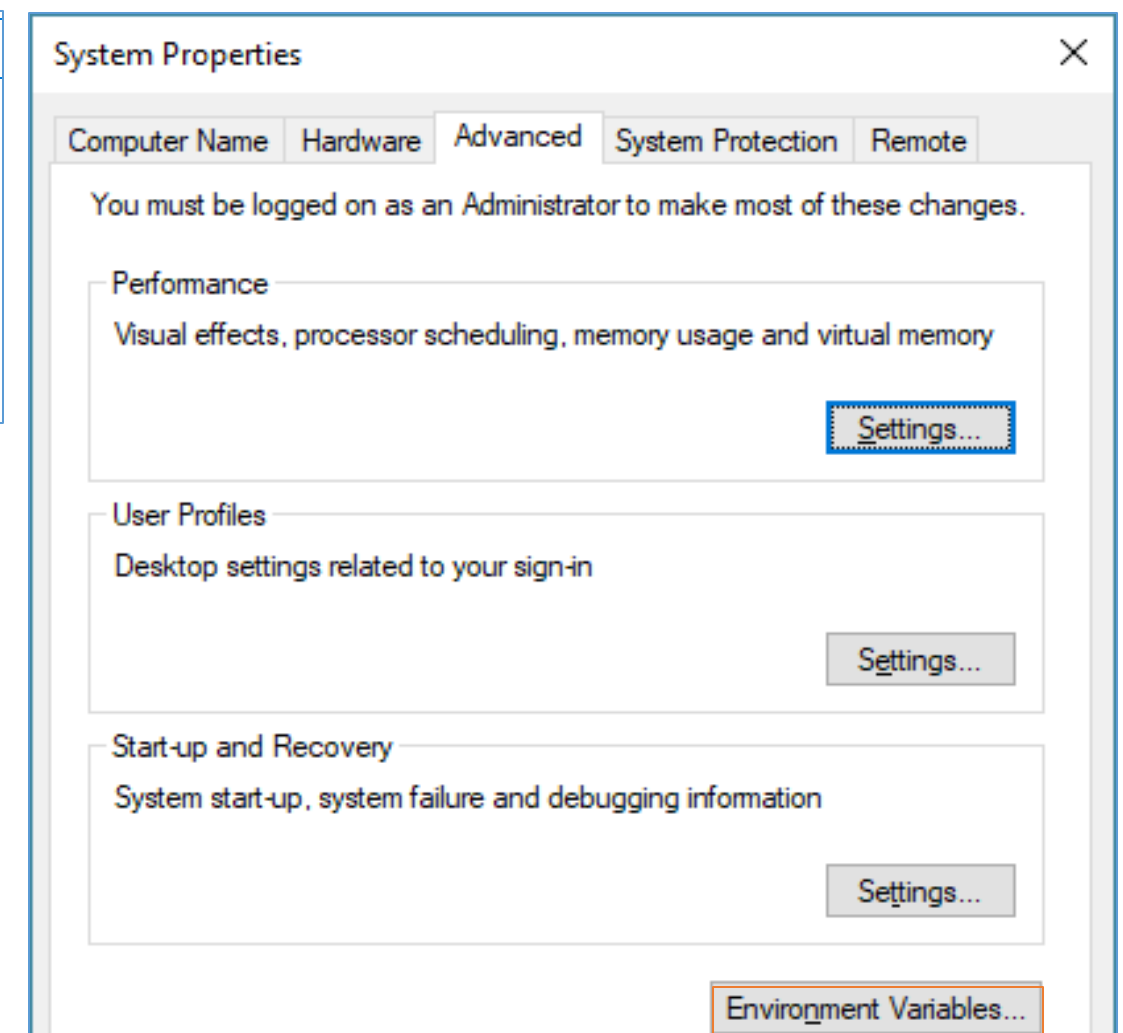 System Properties
Computer Name Hardware Advanced System Protection Remote
You must be logged on as an Administrator to make most of these changes.
Performance
Visual effects, processor scheduling, memory usage and virtual memory
Settings...
User Profiles
Desktop settings related to your sign-in
Settings...
Start-up and Recovery
System start-up, system failure and debugging information
Settings...
Environment Variables...